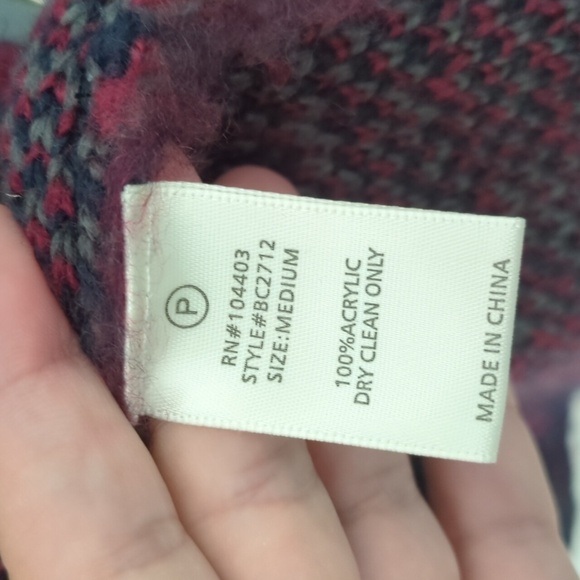 P
RN#104403
STYLE#BC2712
SIZE:MEDIUM
100%ACRYLIC
DRY CLEAN ONLY
MADE IN CHINA